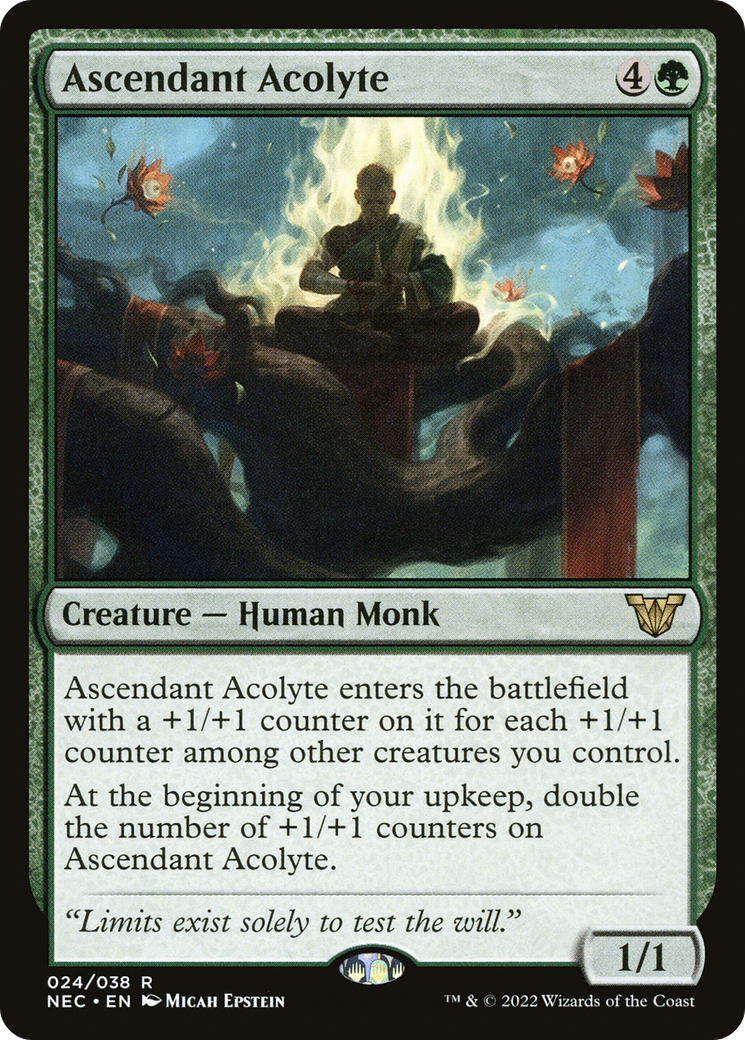 Ascendant Acolyte 4
Creature — Human Monk
Ascendant Acolyte enters the battlefield
with a +1/+1 counter on it for each +1/+1
counter among other creatures you control.
At the beginning of your upkeep, double
the number of +1/+1 counters on
Ascendant Acolyte.
“Limits exist solely to test the will.”
1/1
024/038 R
NEC • EN Micah Epstein
™ & © 2022 Wizards of the Coast